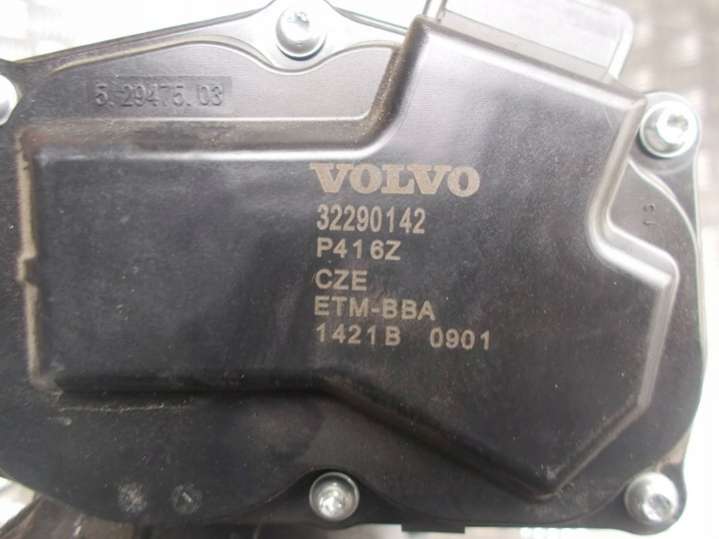 5.29475.03
VOLVO
32290142
P416Z
CZE
ETM-BBA
1421B 0901